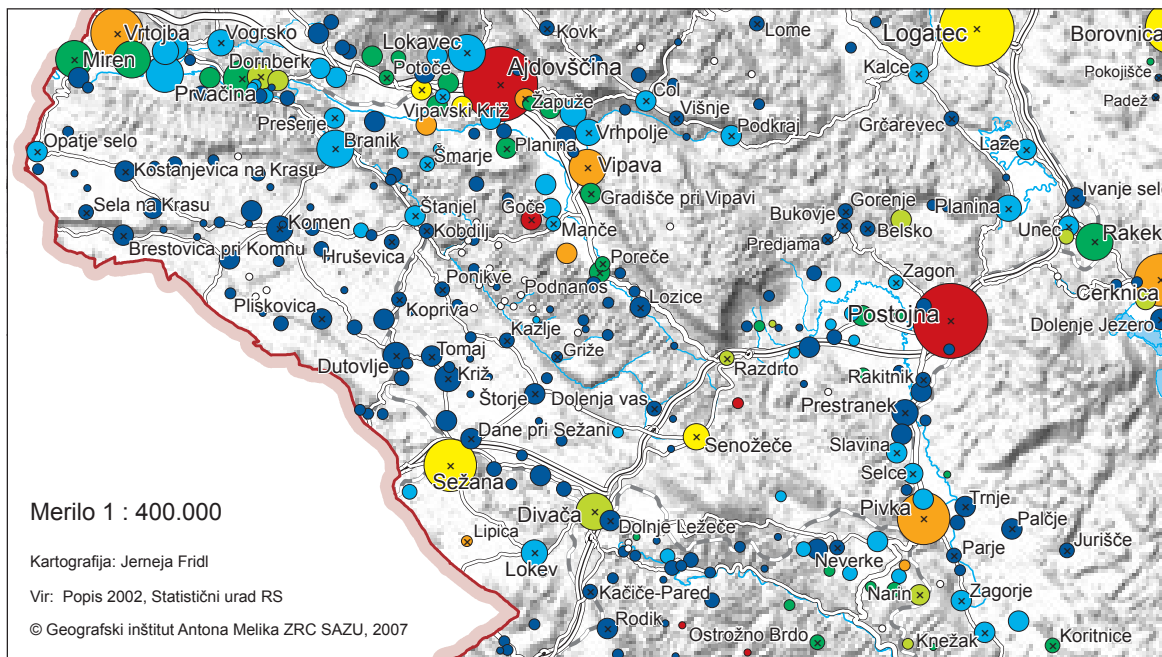 Vrtojba
Vogrsko
Kovk
Lome
Logatec
Borovnica
Miren
Lokavec
Potoče
Ajdovščina
Kalce
Pokojišče
Dornberk
Prvačina
Vipavski Križ
Žapuže
Col
Višnje
Padež
Prešerje
Vrhpolje
Podkraj
Grčarevec
Opatje selo
Branik
Šmarje
Planina
Laze
Kostanjevica na Krasu
Vipava
Sela na Krasu
Gradišče pri Vipavi
Bukovje
Gorenje
Planina
Ivanje selo
Komen
Štanjel
Goče
Kobdilj
Manče
Belsko
Unec
Rakek
Brestovica pri Komnu
Hruševica
Predjama
Poreče
Ponikve
Podnanos
Zagon
Cerknica
Pliskovica
Kopriva
Lozice
Postojna
Dolenje Jezero
Kazlje
Dutovlje
Tomaj
Griže
Razdrto
Križ
Rakitnik
Štorje
Dolenja vas
Prestranek
Dane pri Sežani
Senožeče
Slavina
Sežana
Selce
Merilo 1 : 400.000
Divača
Pivka
Trnje
Dolnje Ležeče
Palčje
Lipica
Kartografija: Jerneja Fridl
Lokev
Neverke
Parje
Jurišče
Vir: Popis 2002, Statistični urad RS
Kačiče-Pared
Narin
Zagorje
© Geografski inštitut Antona Melika ZRC SAZU, 2007
Rodik
Ostrožno Brdo
Knežak
Koritnice